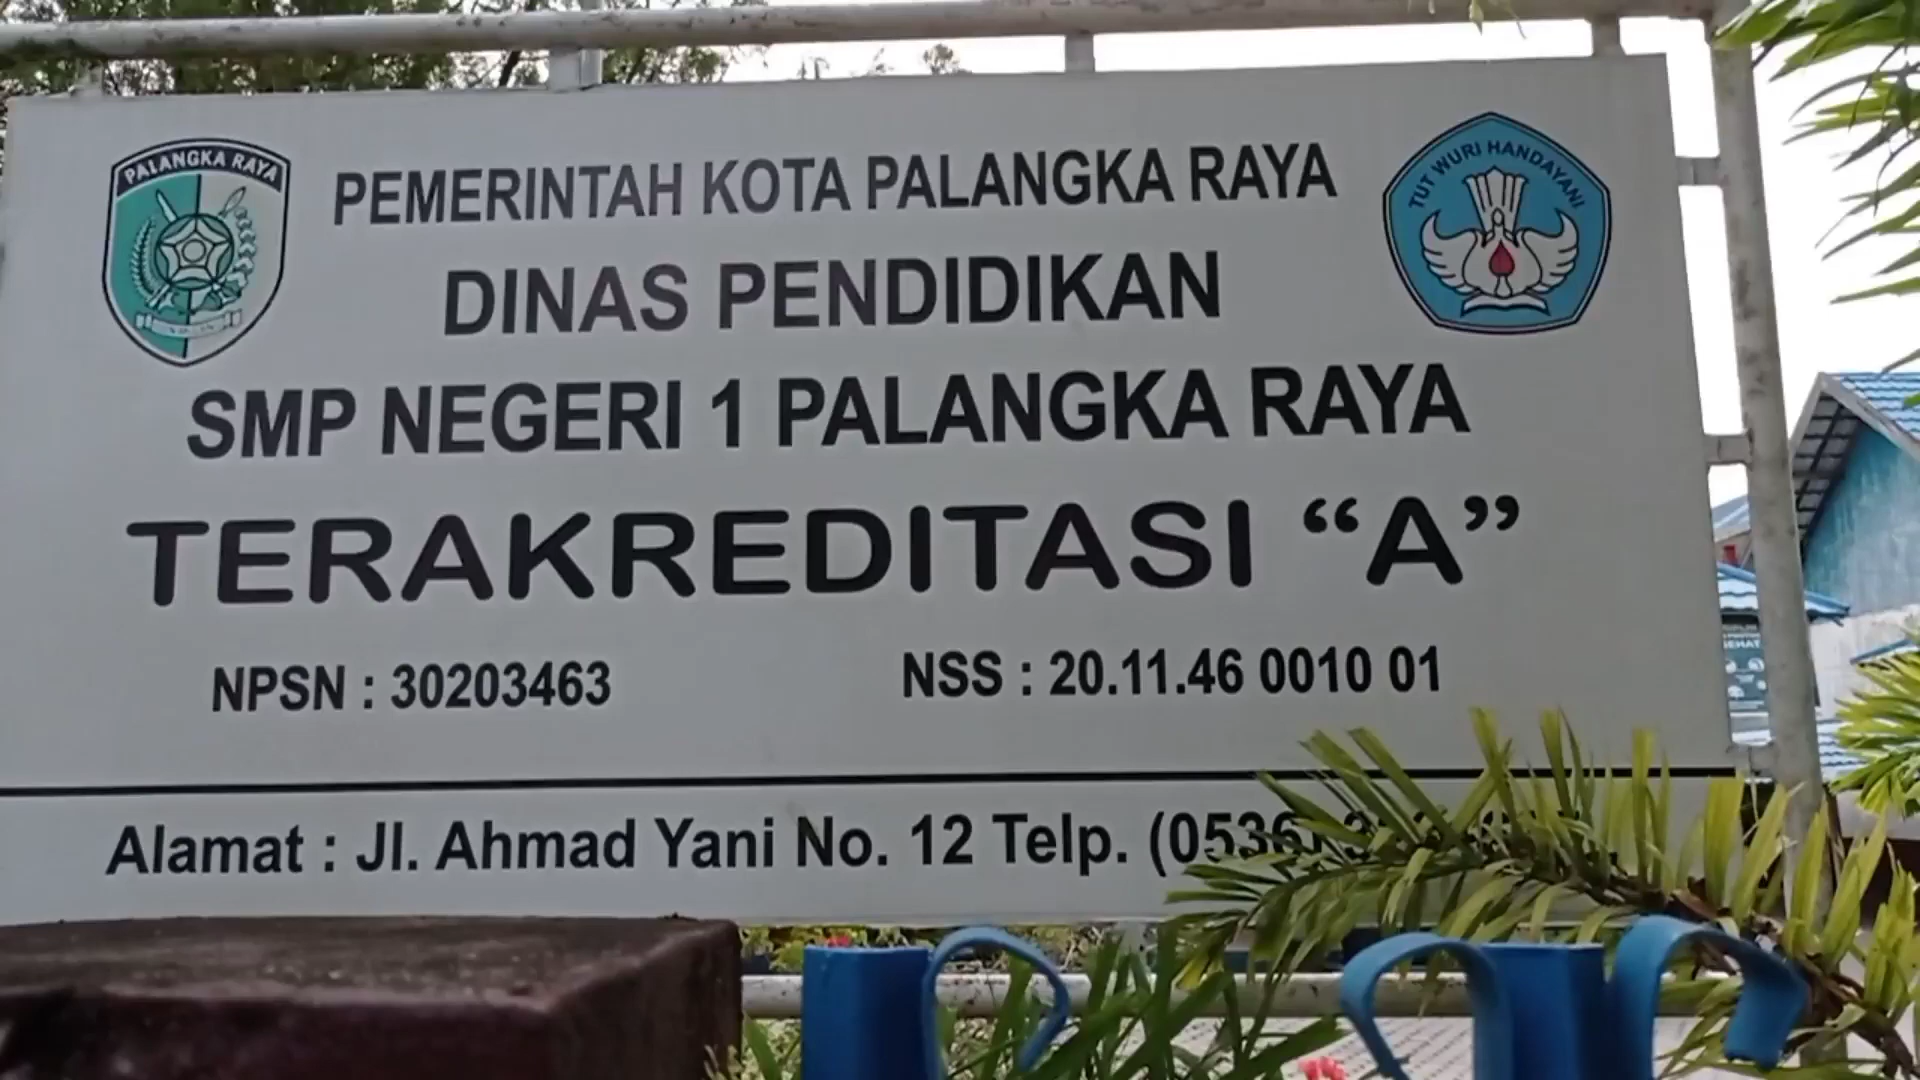 PALANGKA RAYA
TUT WURI HANDAYANI
PEMERINTAH KOTA PALANGKA RAYA
DINAS PENDIDIKAN
SMP NEGERI 1 PALANGKA RAYA
TERAKREDITASI “A”
NPSN : 30203463 NSS : 20.11.46 0010 01
Alamat : Jl. Ahmad Yani No. 12 Telp. (0536)